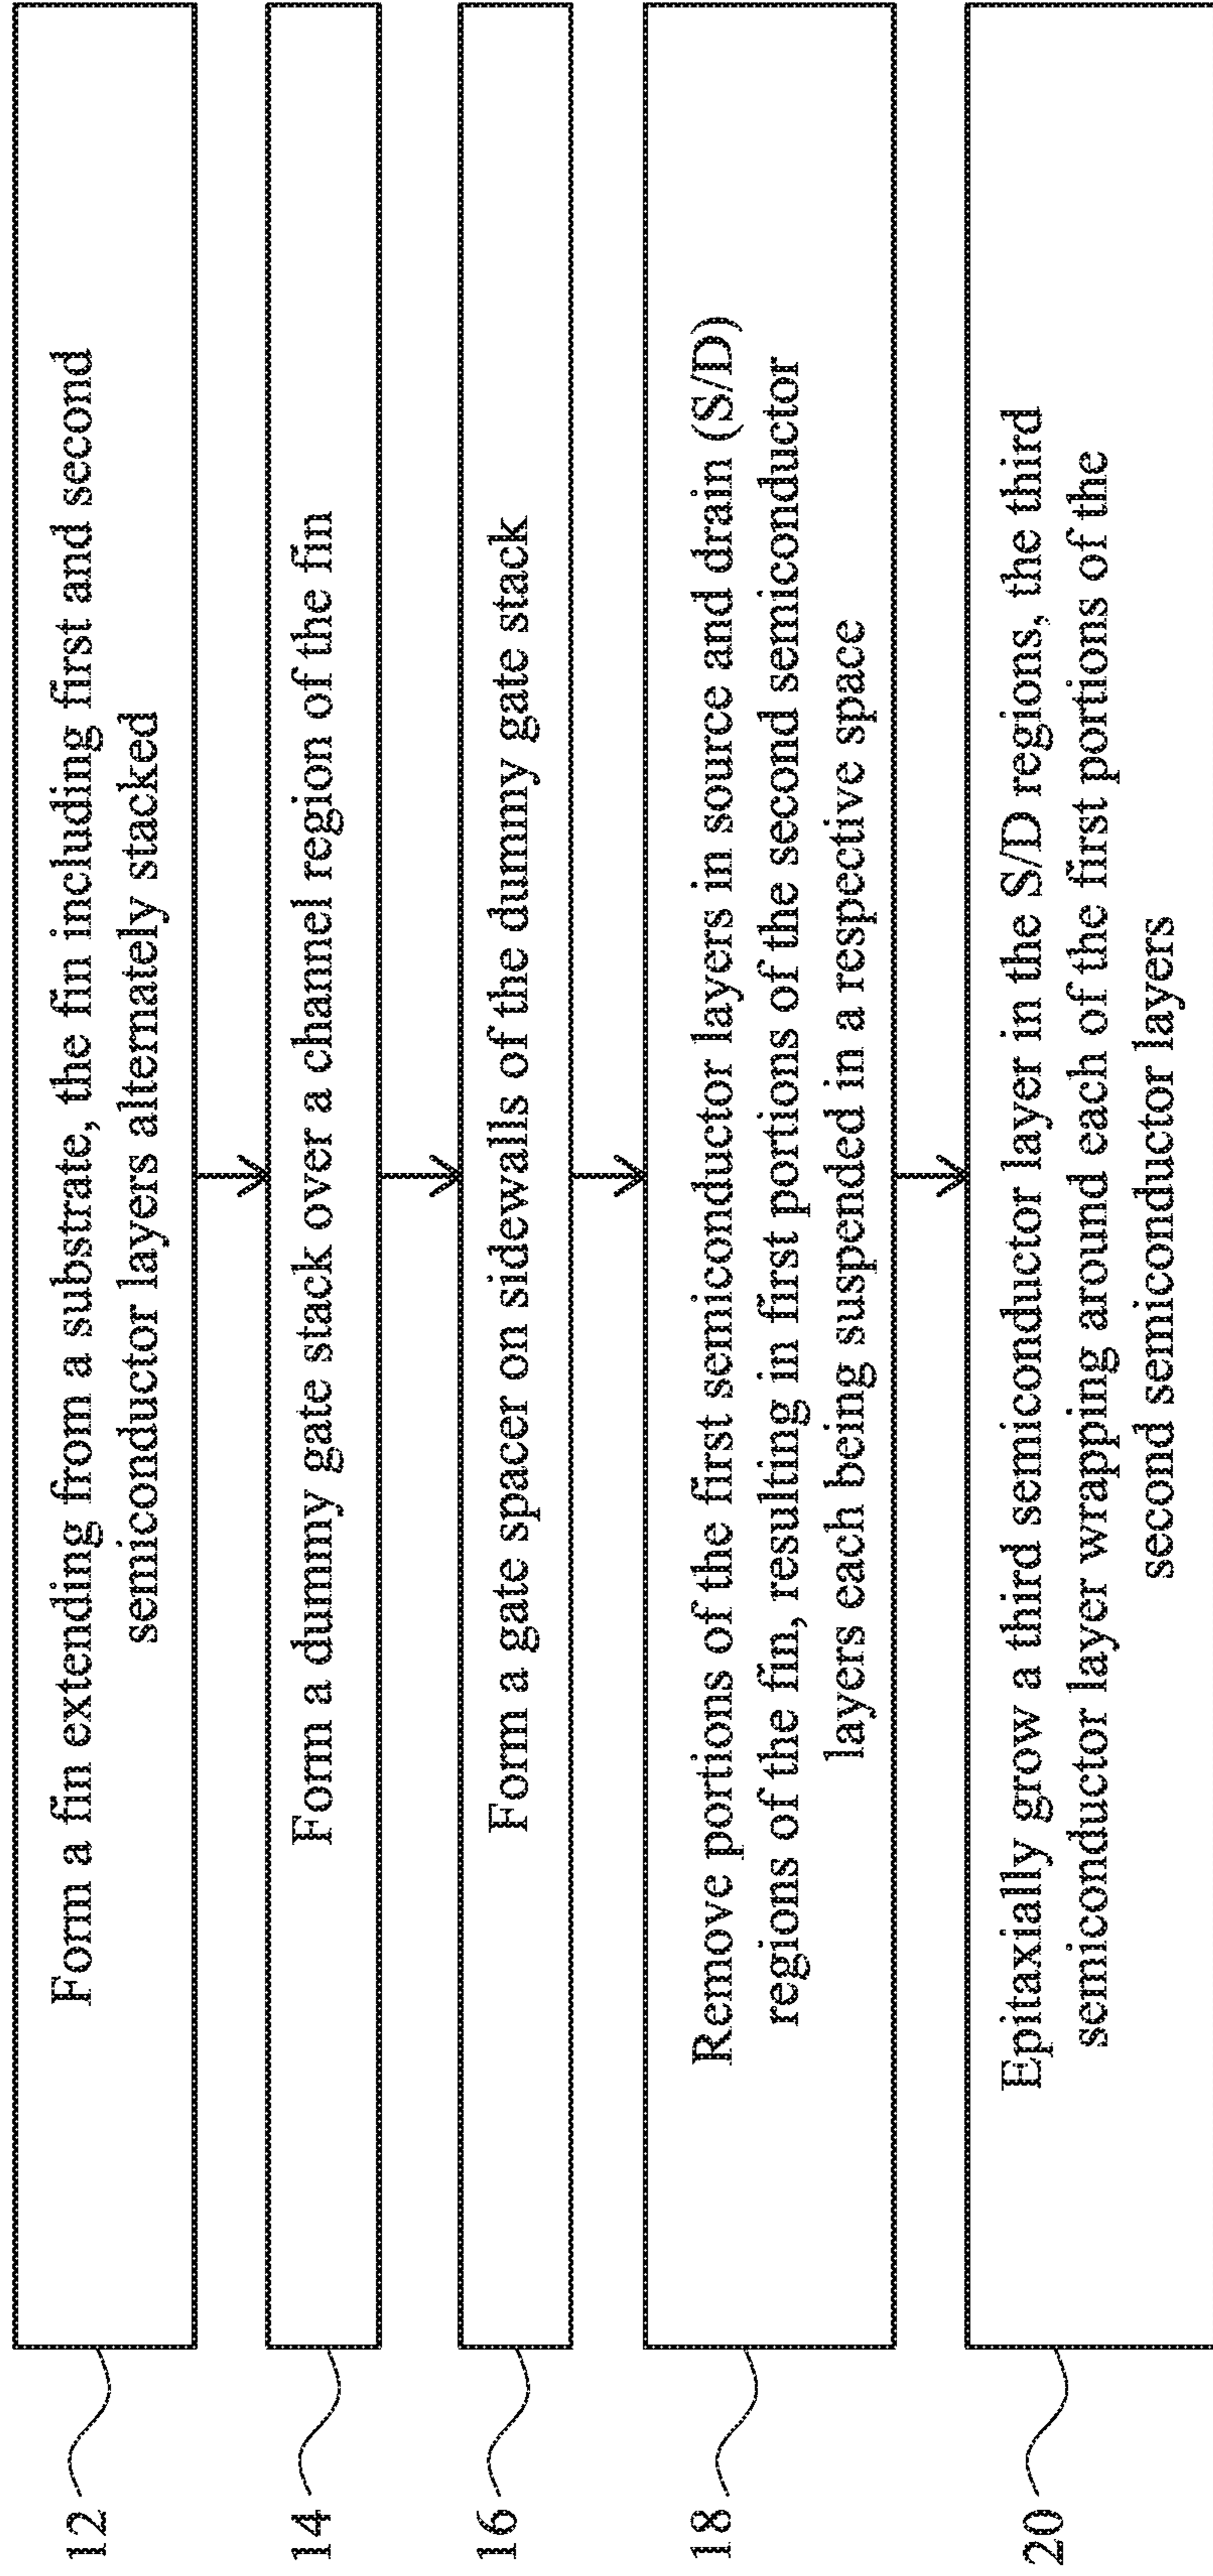 12
Form a fin extending from a substrate, the fin including first and second
semiconductor layers alternately stacked
14
Form a dummy gate stack over a channel region of the fin
16
Form a gate spacer on sidewalls of the dummy gate stack
18
Remove portions of the first semiconductor layers in source and drain (S/D)
regions of the fin, resulting in first portions of the second semiconductor
layers each being suspended in a respective space
20
Epitaxially grow a third semiconductor layer in the S/D regions, the third
semiconductor layer wrapping around each of the first portions of the
second semiconductor layers